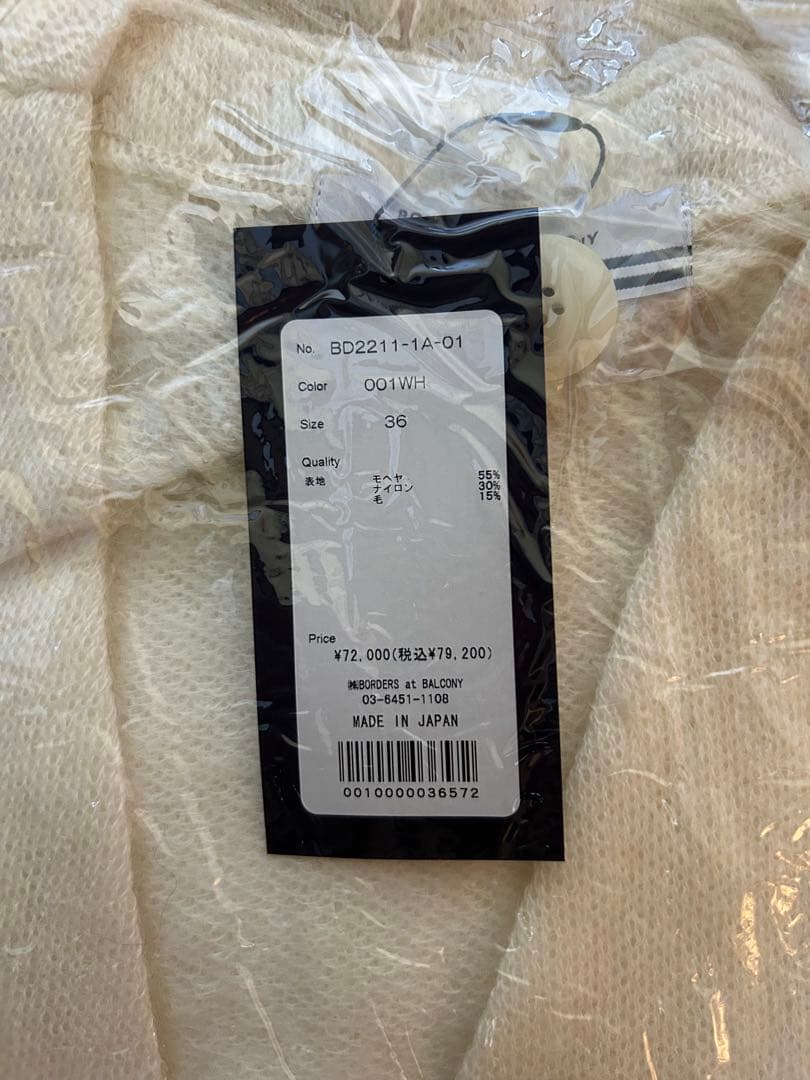 No. BD2211-1A-01
Color 001WH
Size 36
Quality
表地 モヘヤ 55%
ナイロン 30%
毛 15%
Price
¥72,000(税込¥79,200)
㈱BORDERS at BALCONY
03-6451-1108
MADE IN JAPAN
0010000036572